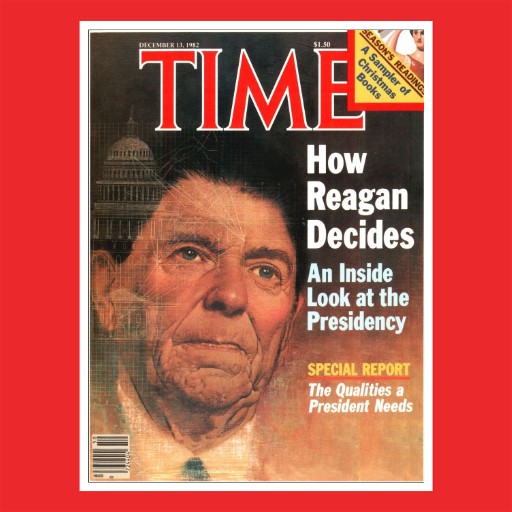 DECEMBER 13, 1982
$1.50
TIME
SEASON'S READINGS
A Sampler of
Christmas
Books
How
Reagan
Decides
An Inside
Look at the
Presidency
SPECIAL REPORT
The Qualities a
President Needs